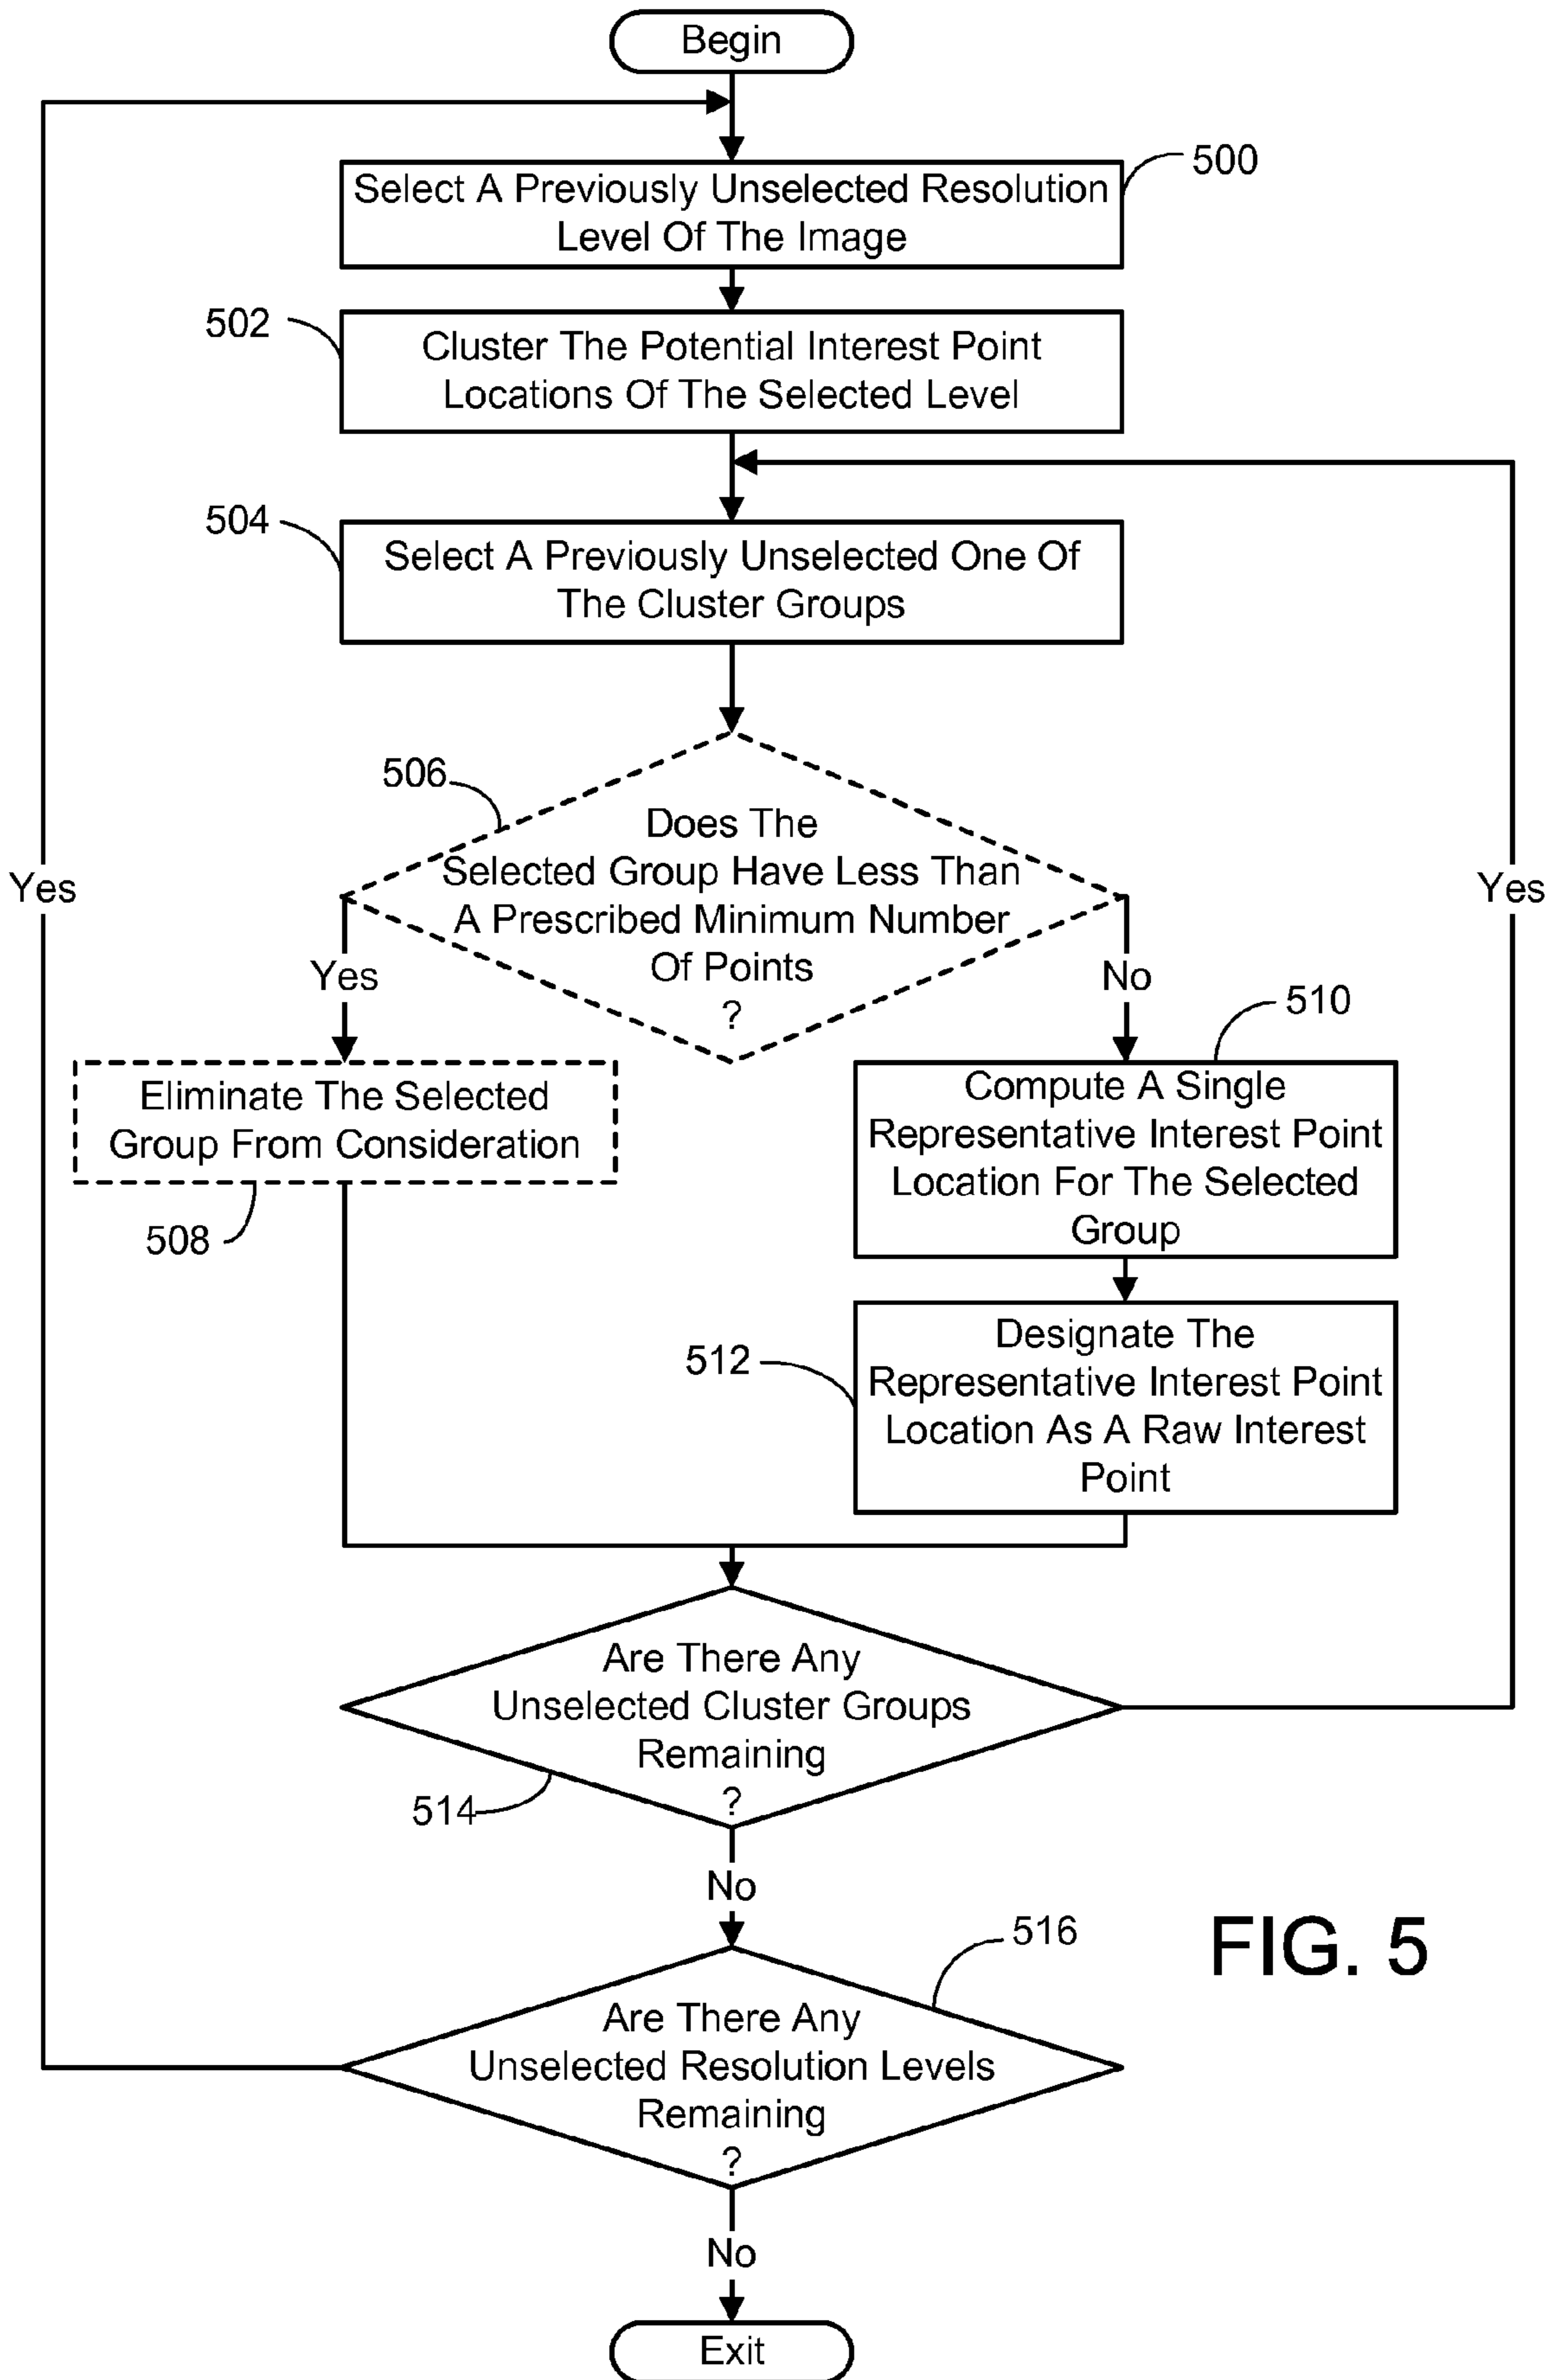 Begin
500
Select A Previously Unselected Resolution
Level Of The Image
502
Cluster The Potential Interest Point
Locations Of The Selected Level
504
Select A Previously Unselected One Of
The Cluster Groups
506
Does The
Selected Group Have Less Than
A Prescribed Minimum Number
Of Points
?
Yes
Yes
Yes
No
510
Eliminate The Selected
Group From Consideration
508
Compute A Single
Representative Interest Point
Location For The Selected
Group
512
Designate The
Representative Interest Point
Location As A Raw Interest
Point
Are There Any
Unselected Cluster Groups
Remaining
?
514
No
516
FIG. 5
Are There Any
Unselected Resolution Levels
Remaining
?
No
Exit